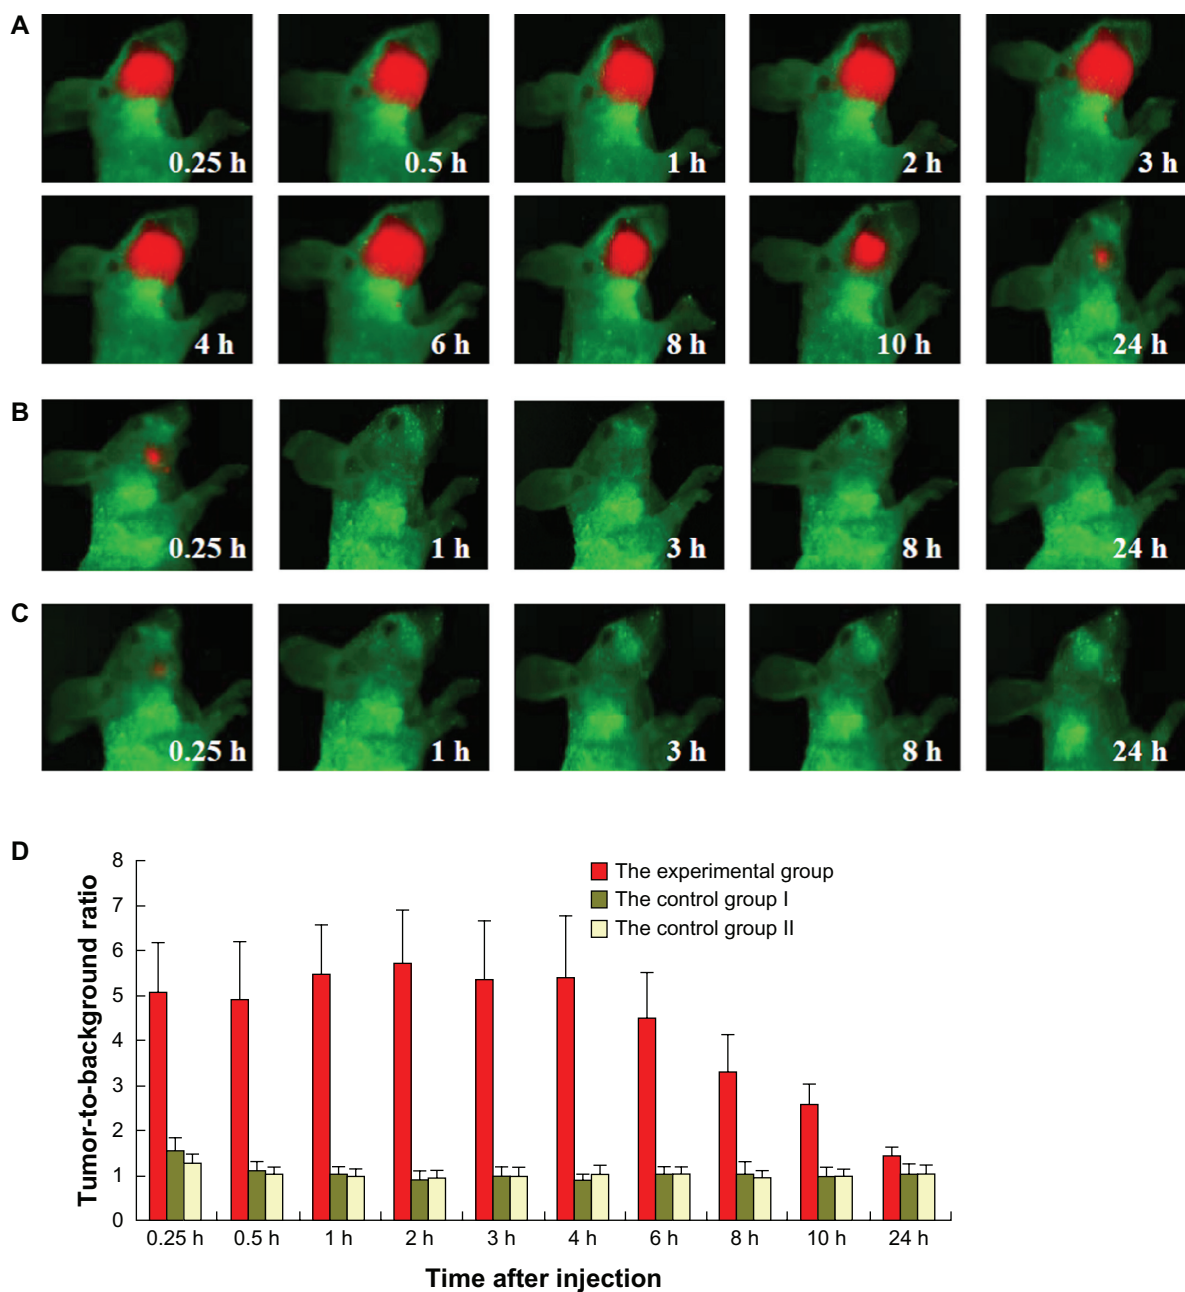 A
0.25 h
0.5 h
1 h
2 h
3 h
4 h
6 h
8 h
10 h
24 h
B
0.25 h
1 h
3 h
8 h
24 h
C
0.25 h
1 h
3 h
8 h
24 h
D
Tumor-to-background ratio
8
7
6
5
4
3
2
1
0
The experimental group
The control group I
The control group II
0.25 h
0.5 h
1 h
2 h
3 h
4 h
6 h
8 h
10 h
24 h
Time after injection